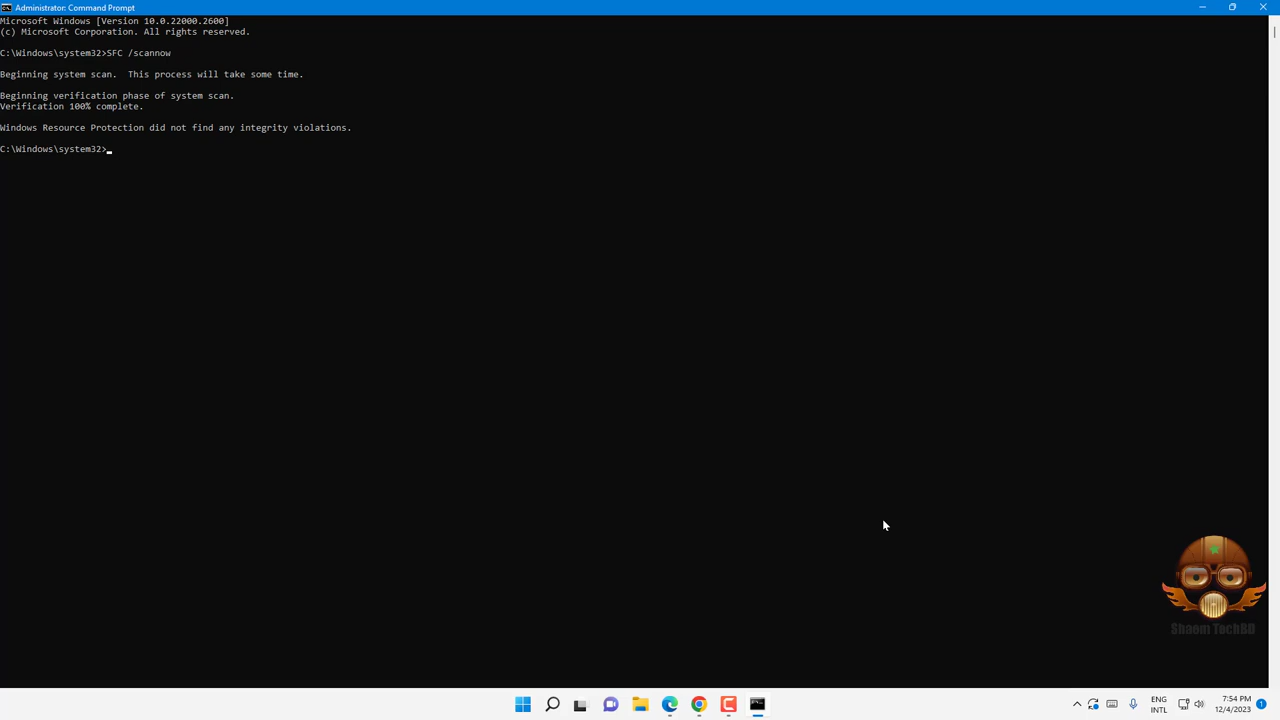 Administrator: Command Prompt
Microsoft Windows [Version 10.0.22000.2600]
(c) Microsoft Corporation. All rights reserved.
C:\Windows\system32>SFC /scannow
Beginning system scan.  This process will take some time.
Beginning verification phase of system scan.
Verification 100% complete.
Windows Resource Protection did not find any integrity violations.
C:\Windows\system32>
Shaom TechBD
ENG
INTL
7:54 PM
12/4/2023
1